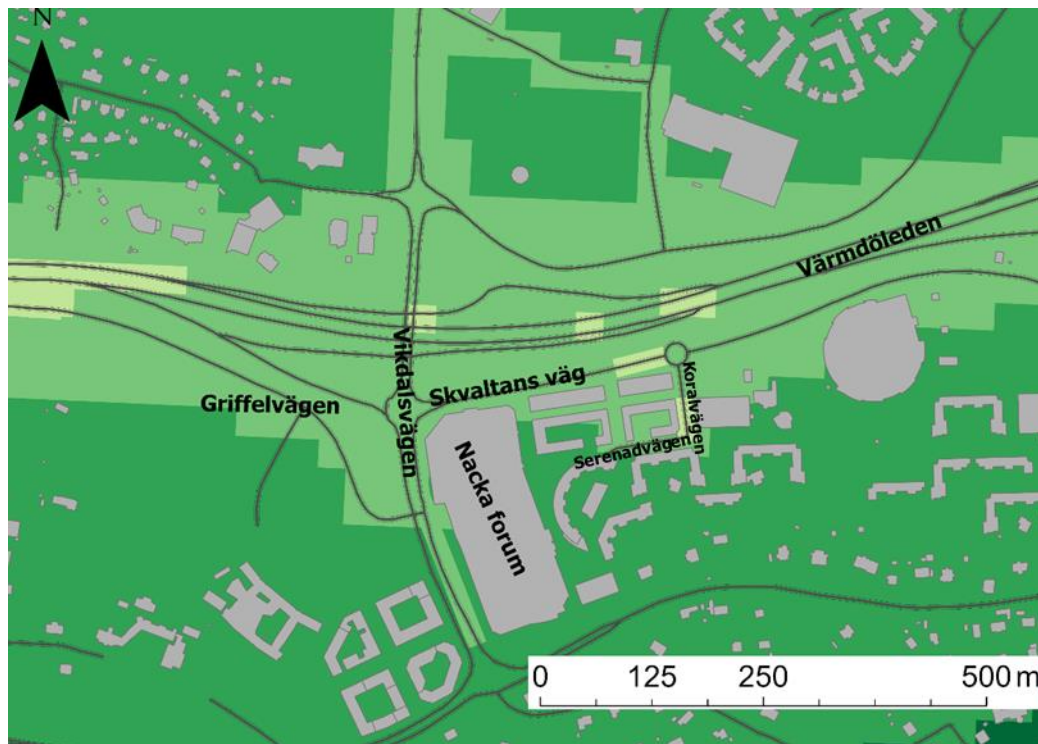 N
Värmdöleden
Vikdalsvägen
Skvaltans väg
Griffelvägen
Koralvägen
Serenadvägen
Nacka forum
0 125 250 500 m